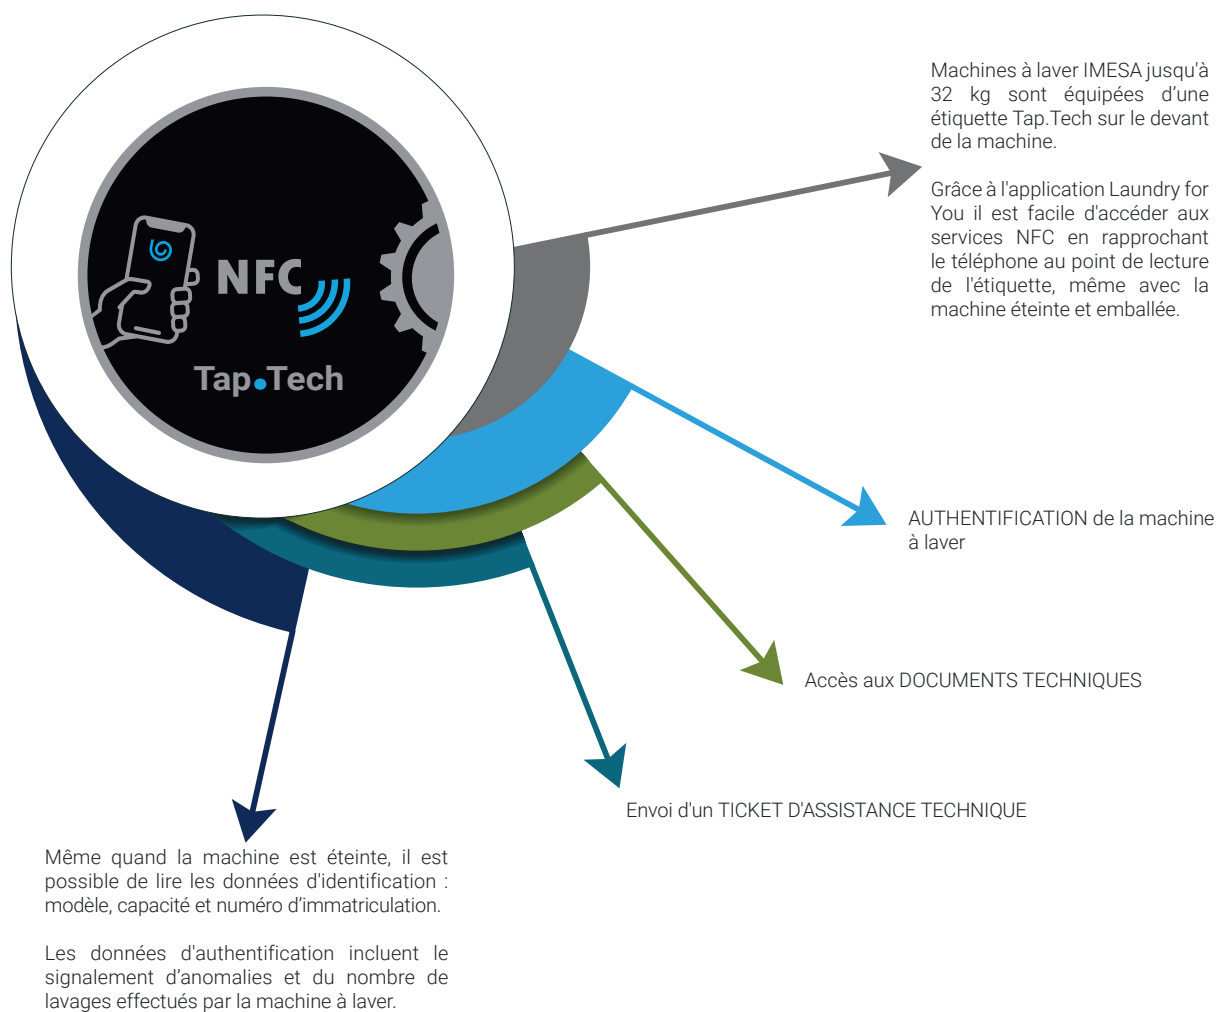 NFC
Tap.Tech
Machines à laver IMESA jusqu'à
32 kg sont équipées d’une
étiquette Tap.Tech sur le devant
de la machine.
Grâce à l'application Laundry for
You il est facile d'accéder aux
services NFC en rapprochant
le téléphone au point de lecture
de l'étiquette, même avec la
machine éteinte et emballée.
AUTHENTIFICATION de la machine
à laver
Accès aux DOCUMENTS TECHNIQUES
Envoi d'un TICKET D'ASSISTANCE TECHNIQUE
Même quand la machine est éteinte, il est
possible de lire les données d'identification :
modèle, capacité et numéro d’immatriculation.
Les données d'authentification incluent le
signalement d’anomalies et du nombre de
lavages effectués par la machine à laver.